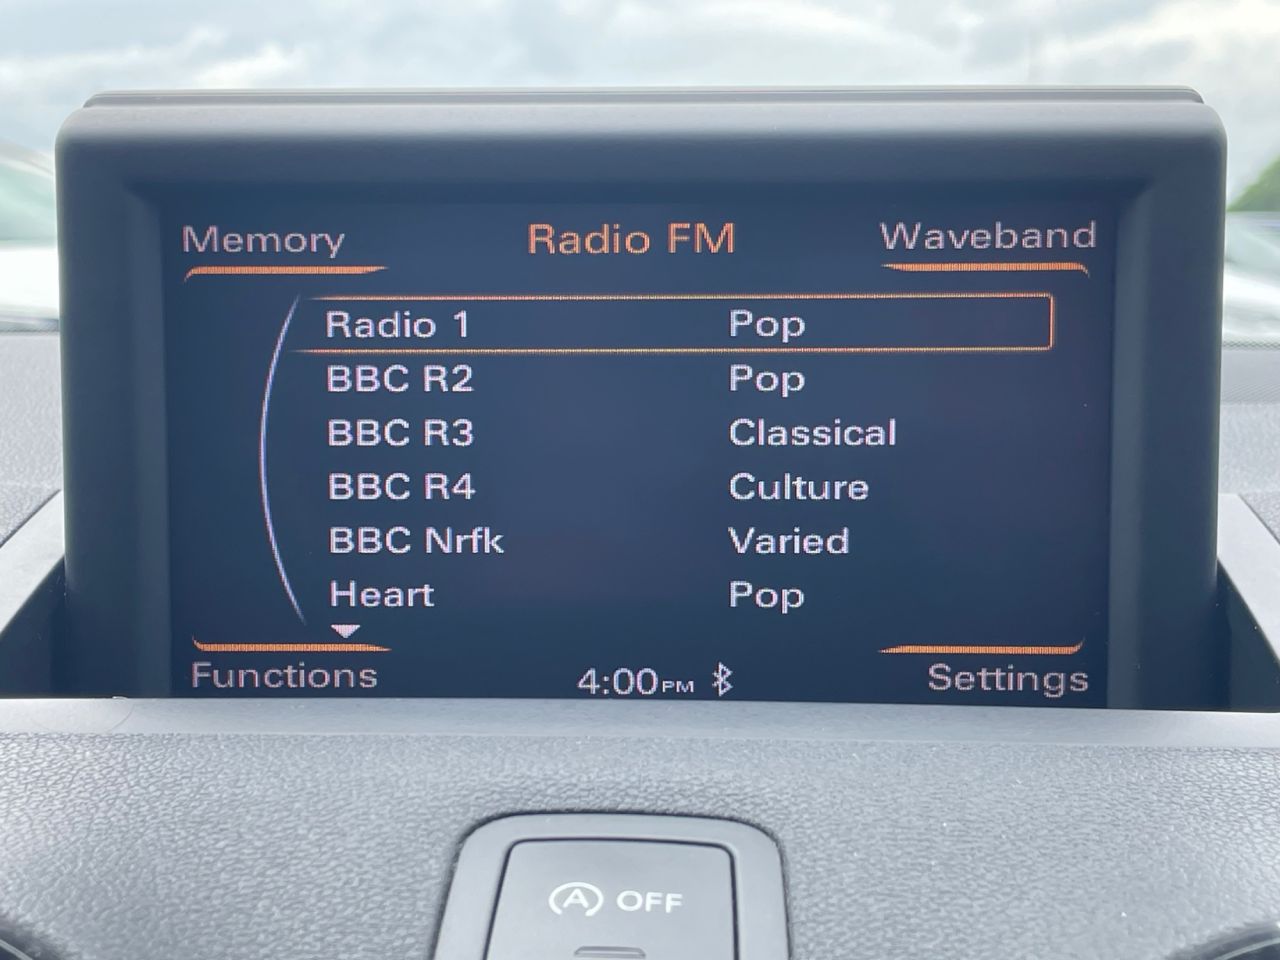 Memory Radio FM Waveband
Radio 1 Pop
BBC R2 Pop
BBC R3 Classical
BBC R4 Culture
BBC Nrfk Varied
Heart Pop
Functions 4:00PM Settings
A OFF